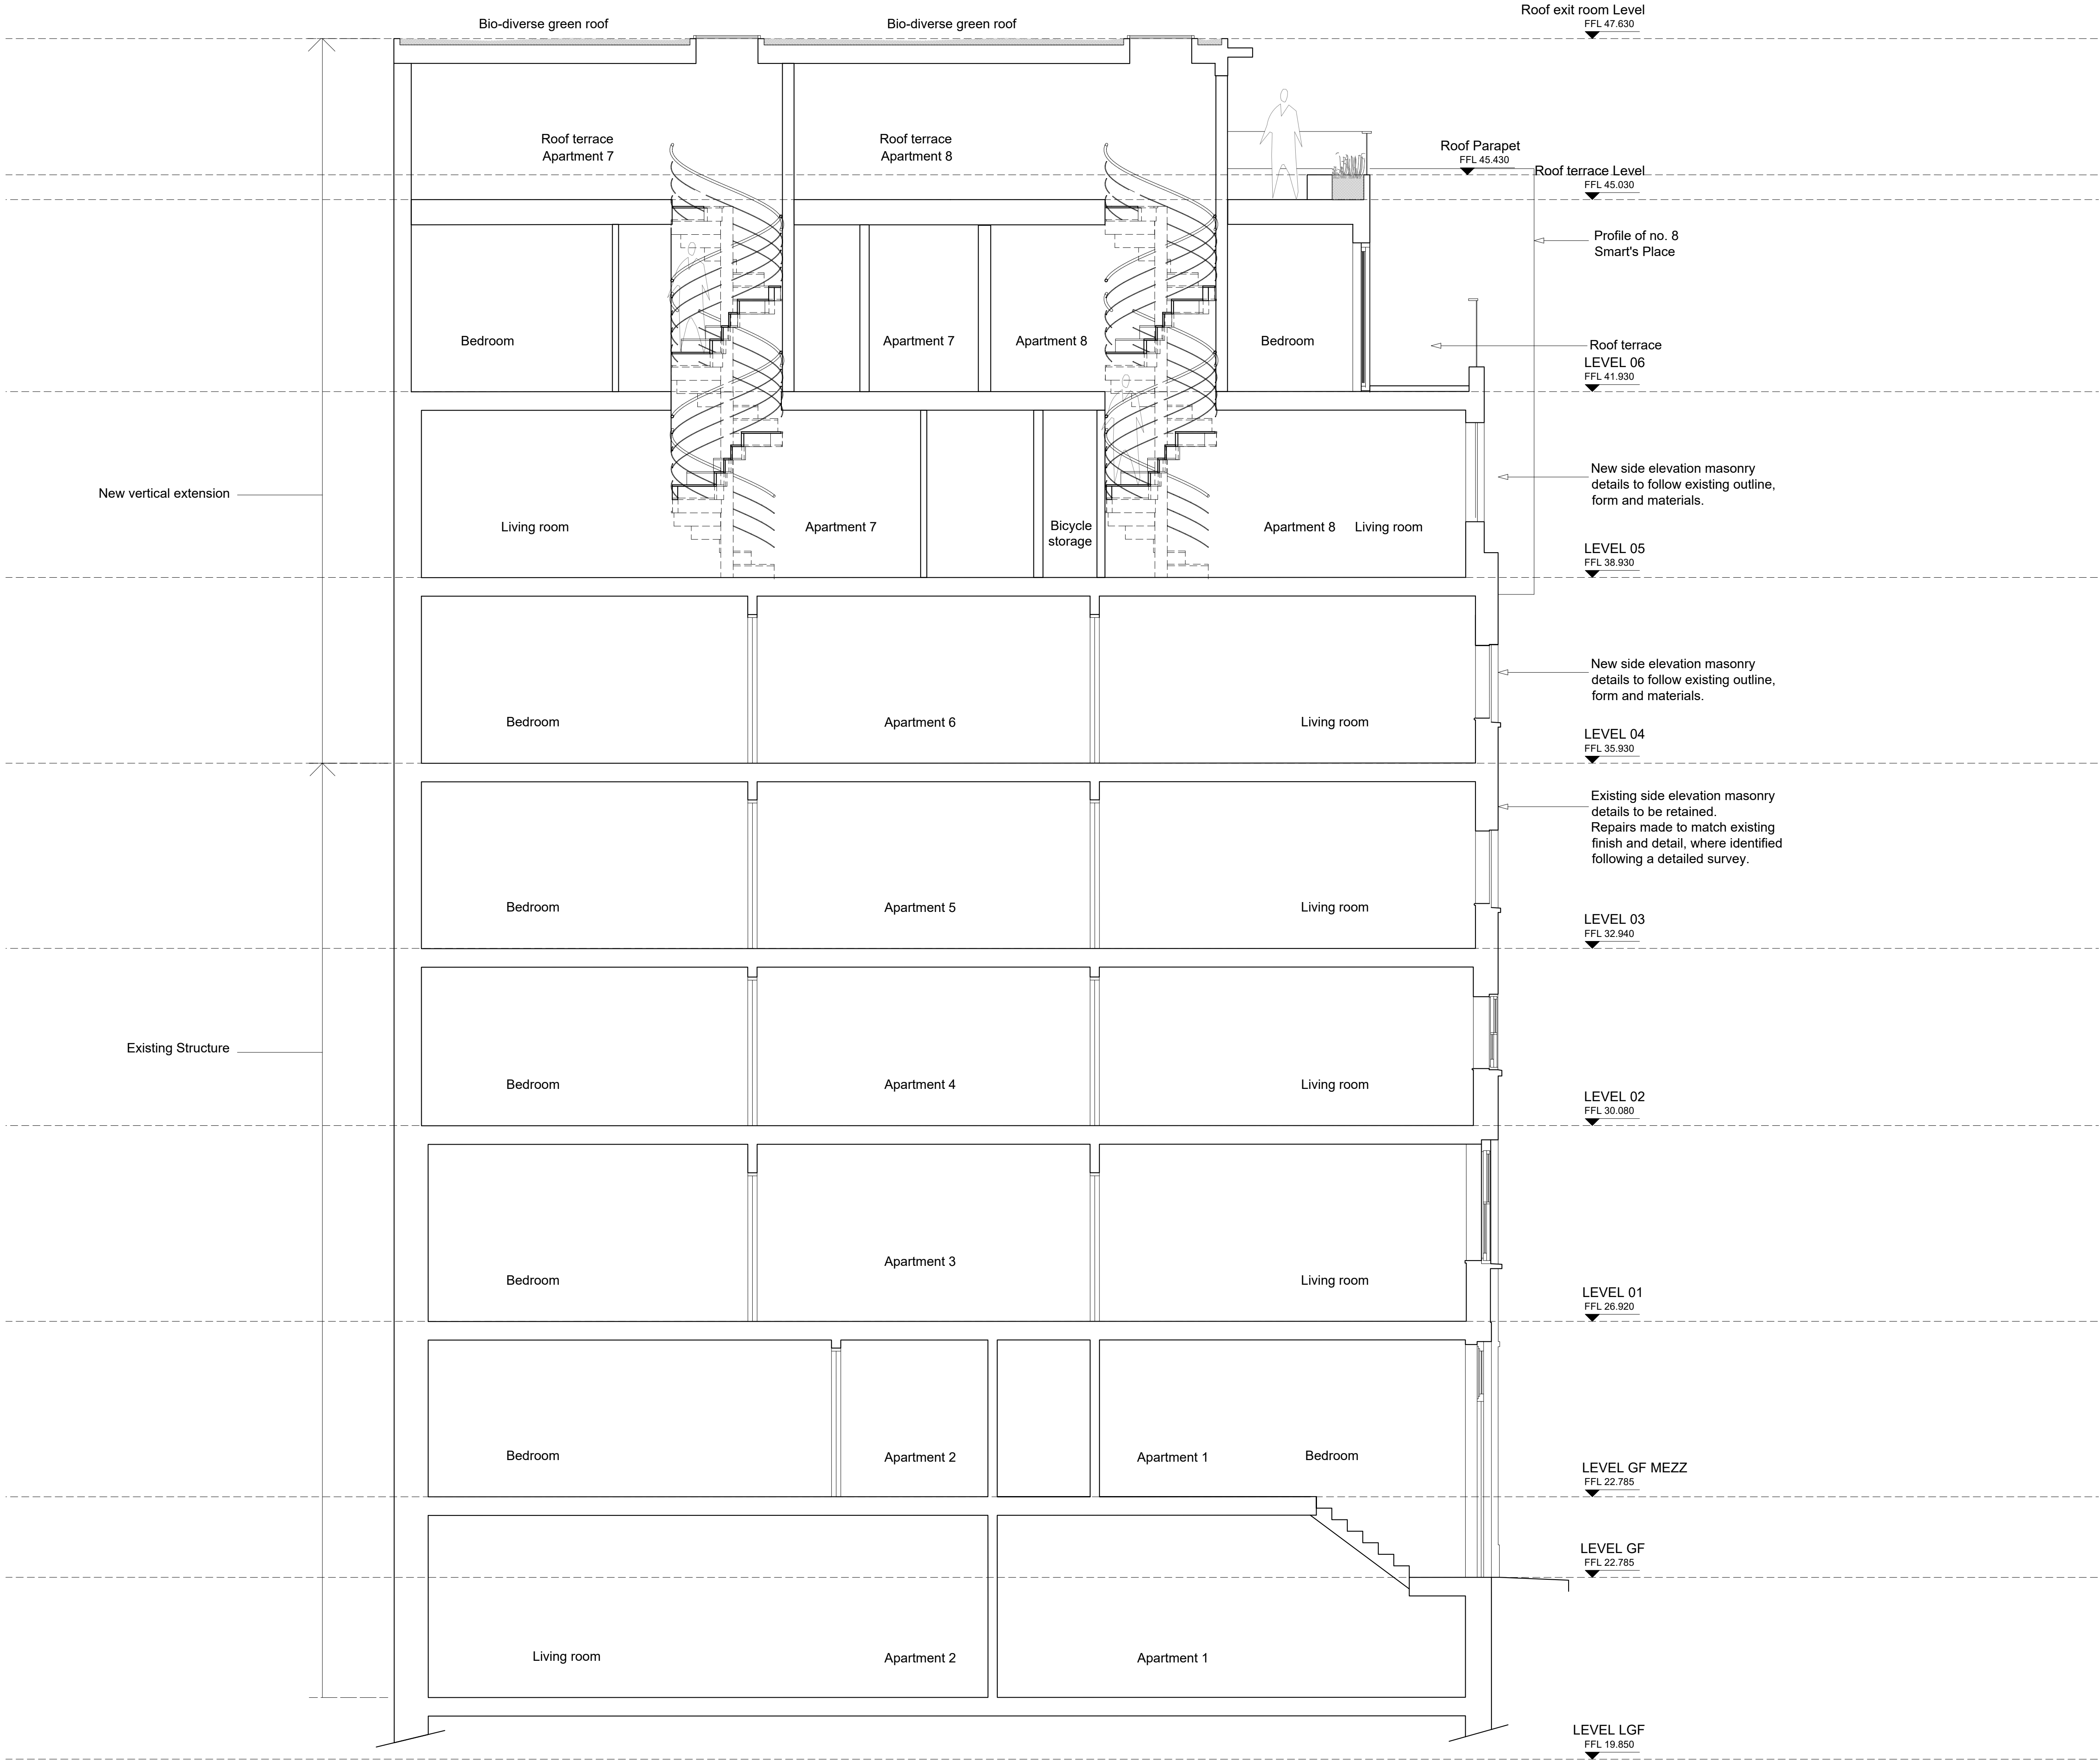 Bio-diverse green roof
Bio-diverse green roof
Roof exit room Level
FFL 47.630
Roof terrace
Apartment 7
Roof terrace
Apartment 8
Roof Parapet
FFL 45.430
Roof terrace Level
FFL 45.030
Profile of no. 8
Smart's Place
Bedroom
Apartment 7
Apartment 8
Bedroom
Roof terrace
LEVEL 06
FFL 41.930
New side elevation masonry
details to follow existing outline,
form and materials.
New vertical extension
Living room
Apartment 7
Bicycle
storage
Apartment 8
Living room
LEVEL 05
FFL 38.930
New side elevation masonry
details to follow existing outline,
form and materials.
Bedroom
Apartment 6
Living room
LEVEL 04
FFL 35.930
Existing side elevation masonry
details to be retained.
Repairs made to match existing
finish and detail, where identified
following a detailed survey.
Bedroom
Apartment 5
Living room
LEVEL 03
FFL 32.940
Existing Structure
Bedroom
Apartment 4
Living room
LEVEL 02
FFL 30.080
Apartment 3
Bedroom
Living room
LEVEL 01
FFL 26.920
Bedroom
Apartment 2
Apartment 1
Bedroom
LEVEL GF MEZZ
FFL 22.785
LEVEL GF
FFL 22.785
Living room
Apartment 2
Apartment 1
LEVEL LGF
FFL 19.850